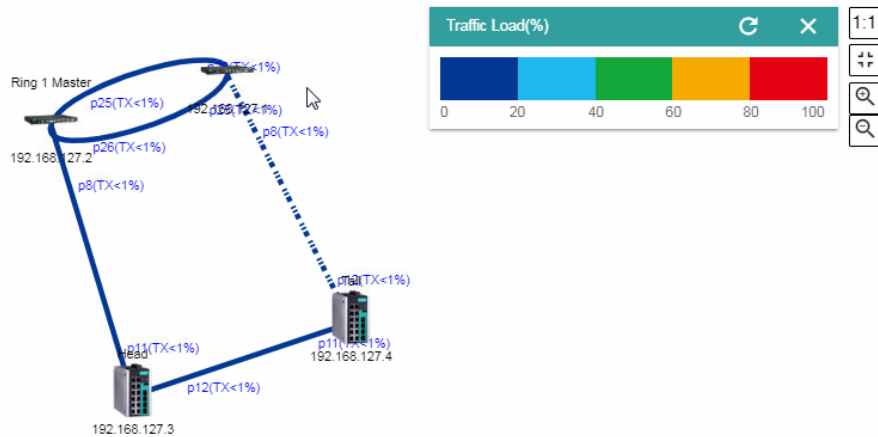 Traffic Load(%)
0 20 40 60 80 100
1:1
(TX<1%)
Ring 1 Master
p25(TX<1%)
p8(TX<1%)
p26(TX<1%)
192.168.127.2
p8(TX<1%)
p12(TX<1%)
Tail
p11(TX<1%)
192.168.127.4
p11(TX<1%)
Head
p12(TX<1%)
192.168.127.3